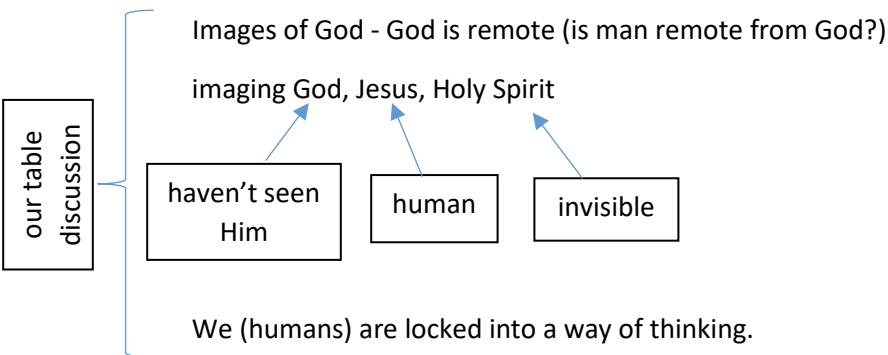 Images of God - God is remote (is man remote from God?)
imaging God, Jesus, Holy Spirit
our table
discussion
haven’t seen
Him
human
invisible
We (humans) are locked into a way of thinking.